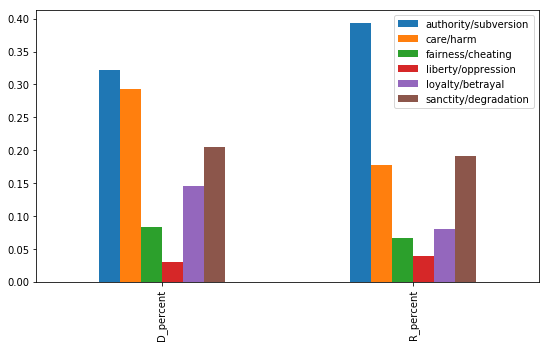 0.40
0.35
0.30
0.25
0.20
0.15
0.10
0.05
0.00
authority/subversion
care/harm
fairness/cheating
liberty/oppression
loyalty/betrayal
sanctity/degradation
D_percent
R_percent